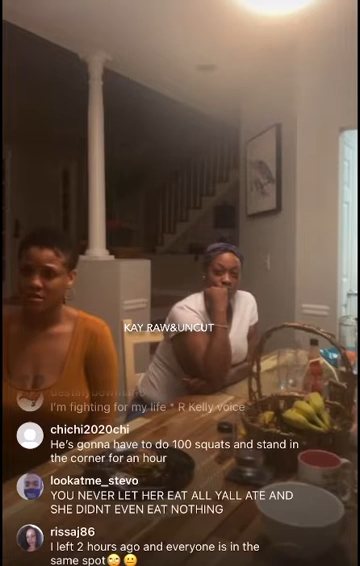 KAY RAW&UNCUT
I'm fighting for my life * R Kelly voice*
chichi2020chi
He's gonna have to do 100 squats and stand in
the corner for an hour
lookatme_stevo
YOU NEVER LET HER EAT ALL YALL ATE AND
SHE DIDNT EVEN EAT NOTHING
rissaj86
I left 2 hours ago and everyone is in the
same spot🙄😐